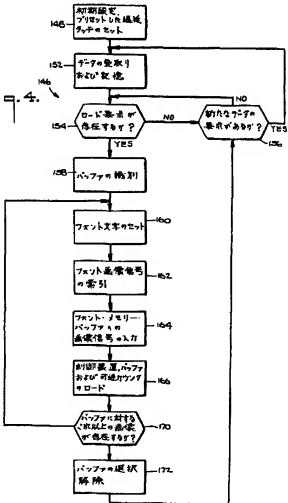 初期設定、
プリセットした
ラッチのセット
148
データの受取り
および記憶
152
146
ロード要求が
存在するか?
154
NO
YES
NO
新たなデータの
要求があるか?
156
YES
バッファの識別
158
フォント文字のセット
160
フォント画像信号
の索引
162
フォント・メモリー・
バッファへの
画像信号の入力
164
制御装置、バッファ
および可逆カウンタ
のロード
166
バッファに対する
これ以上の画像
が存在するか?
170
バッファの選択
解除
172